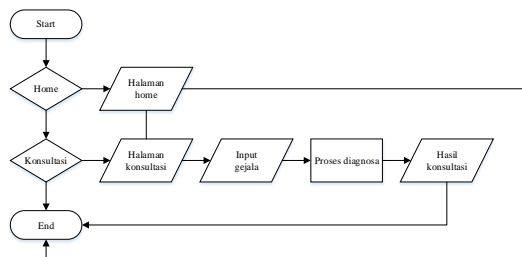 Start
Home
Halaman
home
Konsultasi
Halaman
konsultasi
Input
gejala
Proses diagnosa
Hasil
konsultasi
End